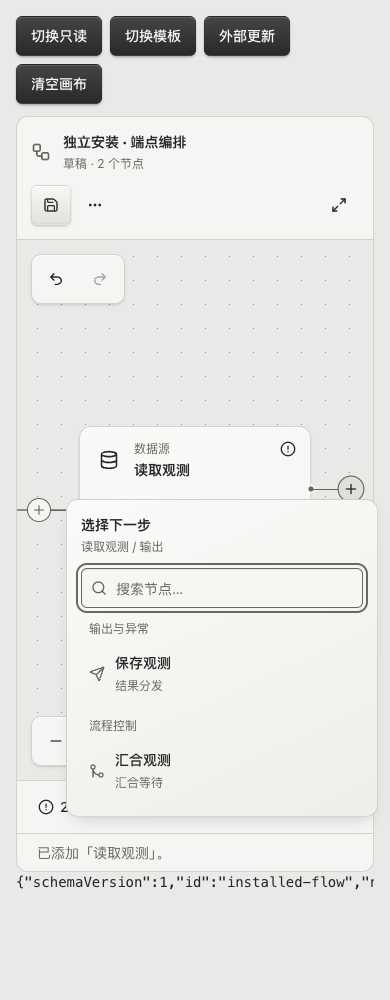 切换只读
切换模板
外部更新
清空画布
独立安装 · 端点编排
草稿 · 2 个节点
数据源
读取观测
选择下一步
读取观测 / 输出
搜索节点...
输出与异常
保存观测
结果分发
流程控制
汇合观测
汇合等待
2
已添加「读取观测」。
{"schemaVersion":1,"id":"installed-flow","